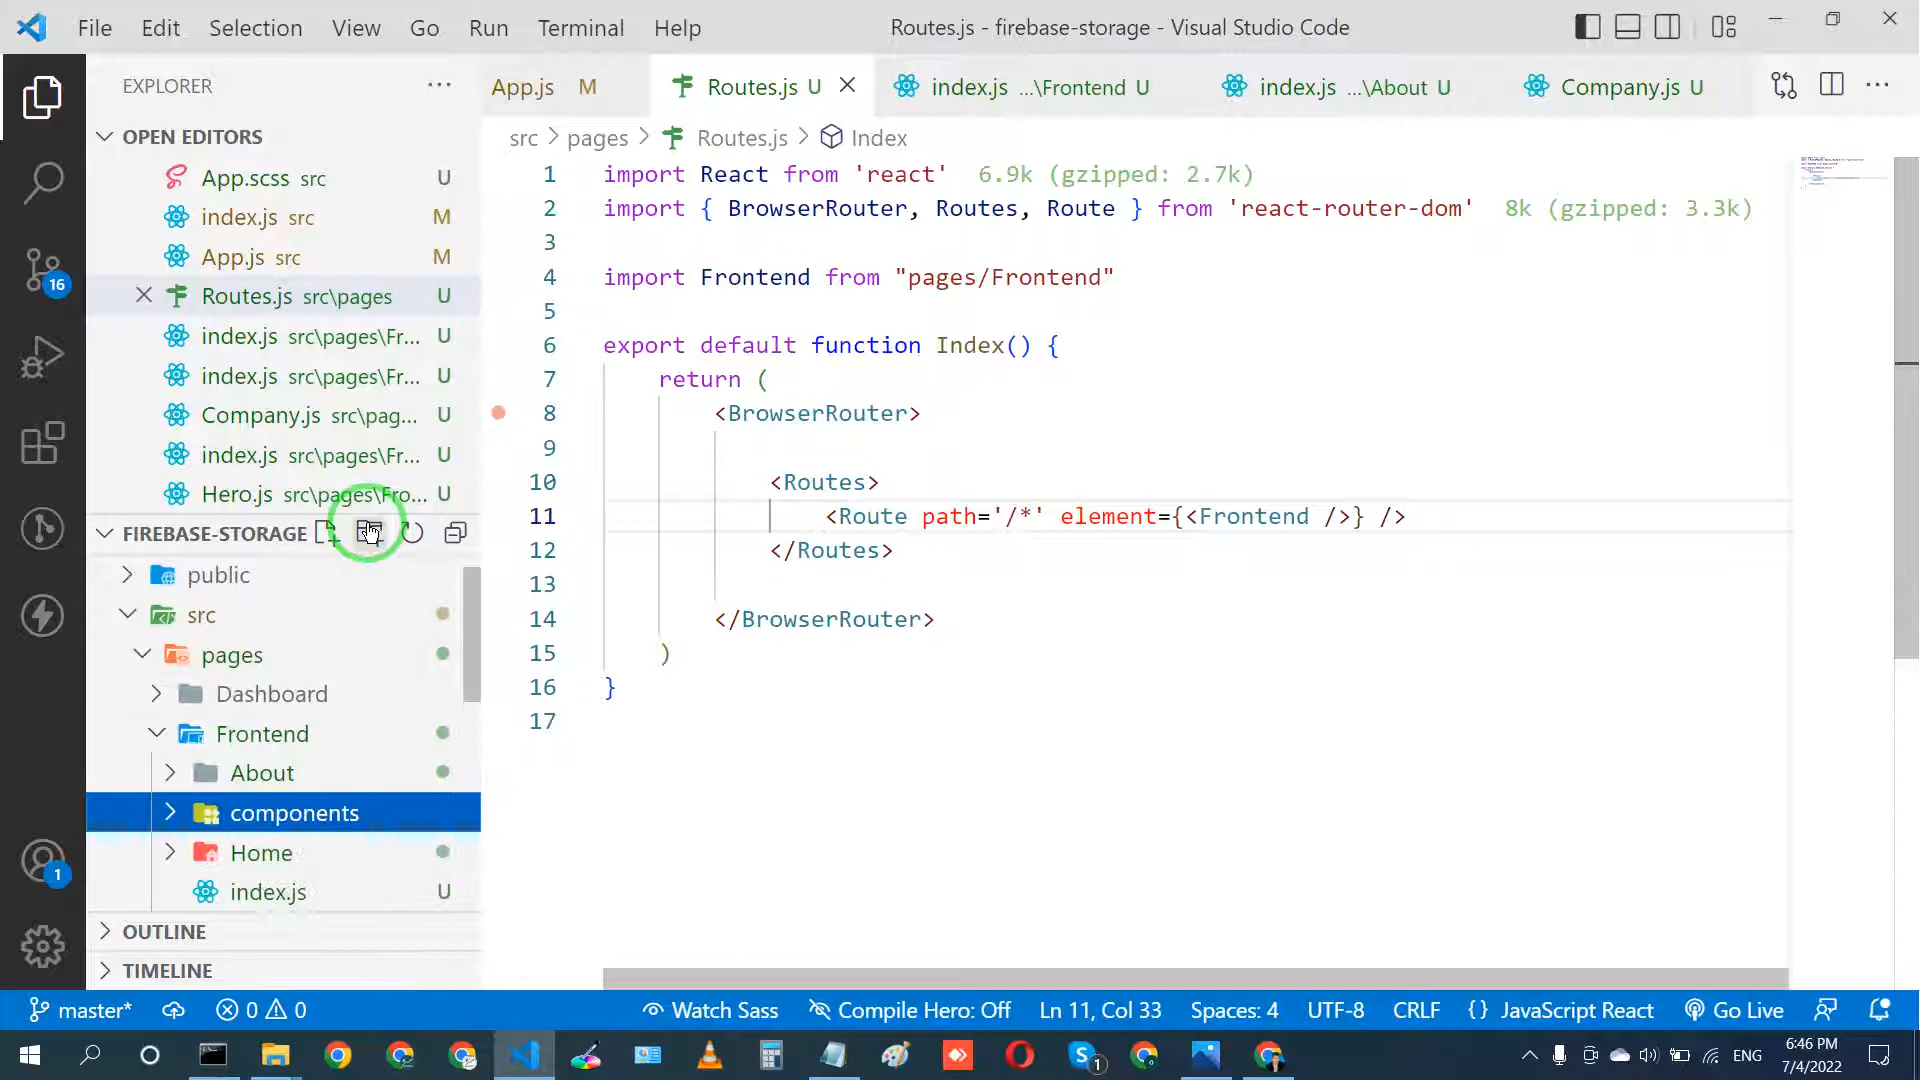 File Edit Selection View Go Run Terminal Help
Routes.js - firebase-storage - Visual Studio Code
EXPLORER
App.js M
Routes.js U
index.js ...\Frontend U
index.js ...\About U
Company.js U
OPEN EDITORS
src > pages > Routes.js > Index
App.scss src U
index.js src M
App.js src M
Routes.js src\pages U
index.js src\pages\Fr... U
index.js src\pages\Fr... U
Company.js src\pag... U
index.js src\pages\Fr... U
Hero.js src\pages\Fro... U
FIREBASE-STORAGE
public
src
pages
Dashboard
Frontend
About
components
Home
index.js U
OUTLINE
TIMELINE
1 import React from 'react' 6.9k (gzipped: 2.7k)
2 import { BrowserRouter, Routes, Route } from 'react-router-dom' 8k (gzipped: 3.3k)
3
4 import Frontend from "pages/Frontend"
5
6 export default function Index() {
7 return (
8 <BrowserRouter>
9
10 <Routes>
11 <Route path='/*' element={<Frontend />} />
12 </Routes>
13
14 </BrowserRouter>
15 )
16 }
17
16
1
master* 0 0 Watch Sass Compile Hero: Off Ln 11, Col 33 Spaces: 4 UTF-8 CRLF {} JavaScript React Go Live
1
ENG
6:46 PM
7/4/2022